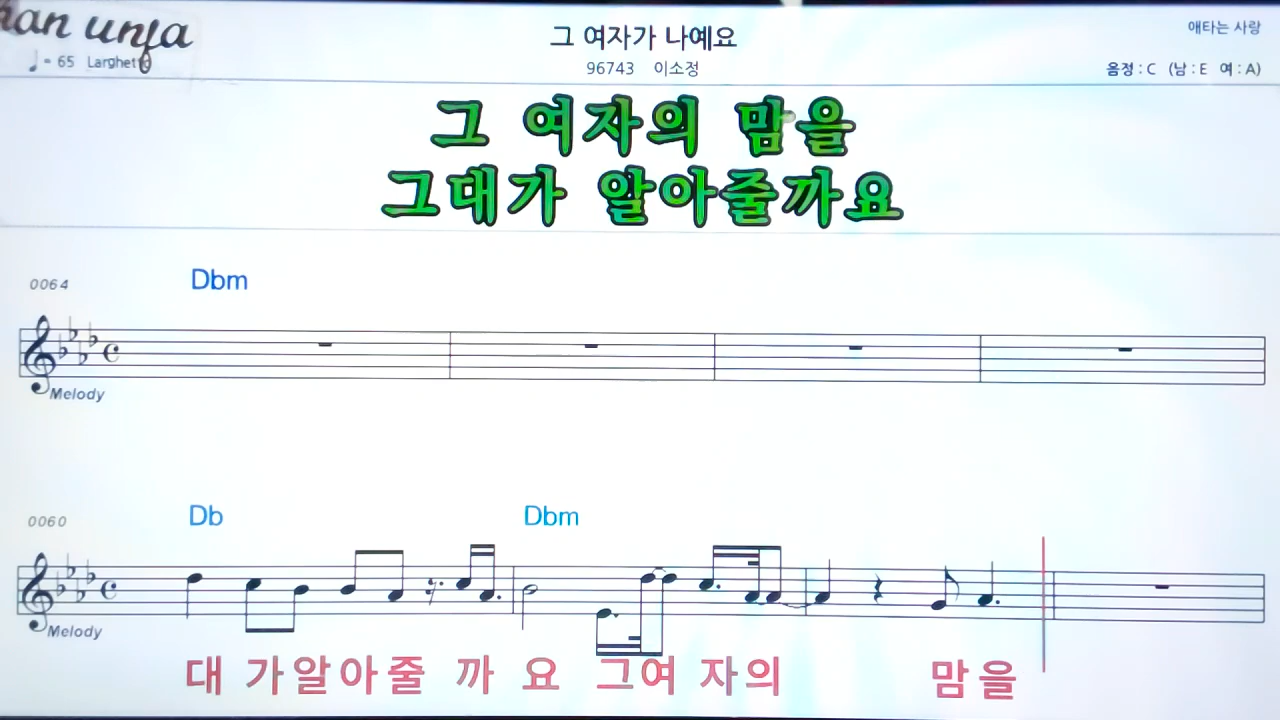 han unja
♩= 65 Larghetto
그 여자가 나예요
96743 이소정
애타는 사랑
음정 : C (남 : E 여 : A)
그 여자의 맘을
그대가 알아줄까요
0064
Dbm
Melody
0060
Db Dbm
Melody
대 가알아줄 까 요 그여 자의 맘을